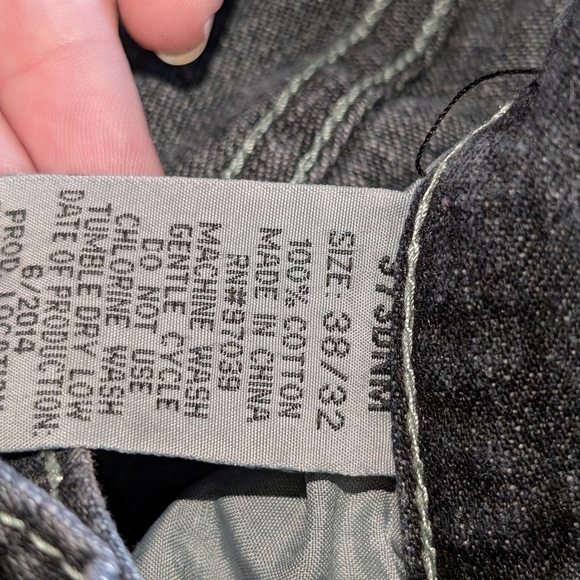 SIZE: 38/32
100% COTTON
MADE IN CHINA
RN#97039
MACHINE WASH
GENTLE CYCLE
DO NOT USE
CHLORINE WASH
TUMBLE DRY LOW
DATE OF PRODUCTION:
6/2014
PROD.